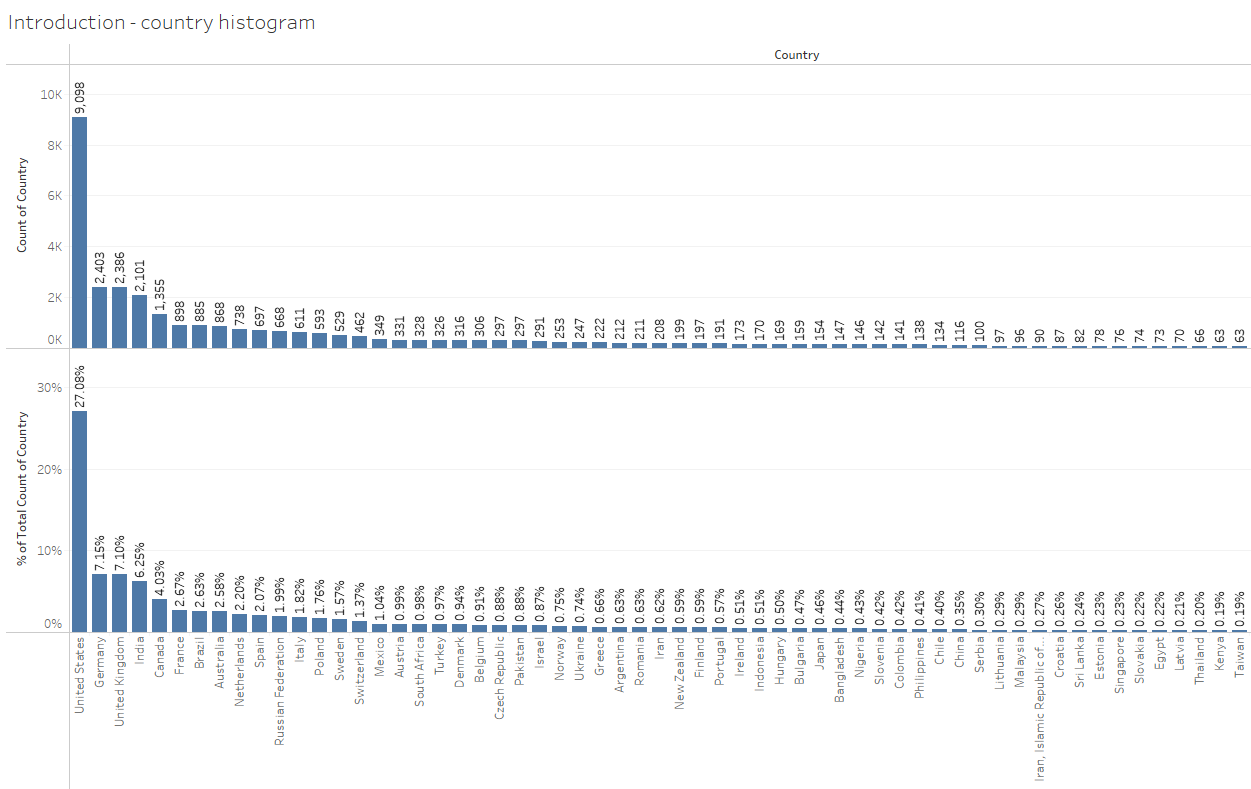 Introduction - country histogram
Country
Count of Country
10K
8K
6K
4K
2K
0K
9,098
2,403
2,386
2,101
1,355
898
885
868
738
697
668
611
593
529
462
349
331
328
326
316
306
297
297
291
253
247
222
212
211
208
199
197
191
173
170
169
159
154
147
146
142
141
138
134
116
100
97
96
90
87
82
78
76
74
73
70
66
63
63
% of Total Count of Country
30%
20%
10%
0%
27.08%
7.15%
7.10%
6.25%
4.03%
2.67%
2.63%
2.58%
2.20%
2.07%
1.99%
1.82%
1.76%
1.57%
1.37%
1.04%
0.99%
0.98%
0.97%
0.94%
0.91%
0.88%
0.88%
0.87%
0.75%
0.74%
0.66%
0.63%
0.63%
0.62%
0.59%
0.59%
0.57%
0.51%
0.51%
0.50%
0.47%
0.46%
0.44%
0.43%
0.42%
0.42%
0.41%
0.40%
0.35%
0.30%
0.29%
0.29%
0.27%
0.26%
0.24%
0.23%
0.23%
0.22%
0.22%
0.21%
0.20%
0.19%
0.19%
United States
Germany
United Kingdom
India
Canada
France
Brazil
Australia
Netherlands
Spain
Russian Federation
Italy
Poland
Sweden
Switzerland
Mexico
Austria
South Africa
Turkey
Denmark
Belgium
Czech Republic
Pakistan
Israel
Norway
Ukraine
Greece
Argentina
Romania
Iran
New Zealand
Finland
Portugal
Ireland
Indonesia
Hungary
Bulgaria
Japan
Bangladesh
Nigeria
Slovenia
Colombia
Philippines
Chile
China
Serbia
Lithuania
Malaysia
Iran, Islamic Republic of...
Croatia
Sri Lanka
Estonia
Singapore
Slovakia
Egypt
Latvia
Thailand
Kenya
Taiwan